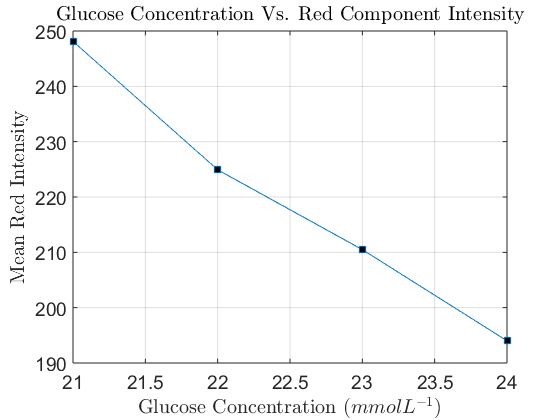 Glucose Concentration Vs. Red Component Intensity
250
240
230
220
210
200
190
Mean Red Intensity
21 21.5 22 22.5 23 23.5 24
Glucose Concentration (mmolL⁻¹)